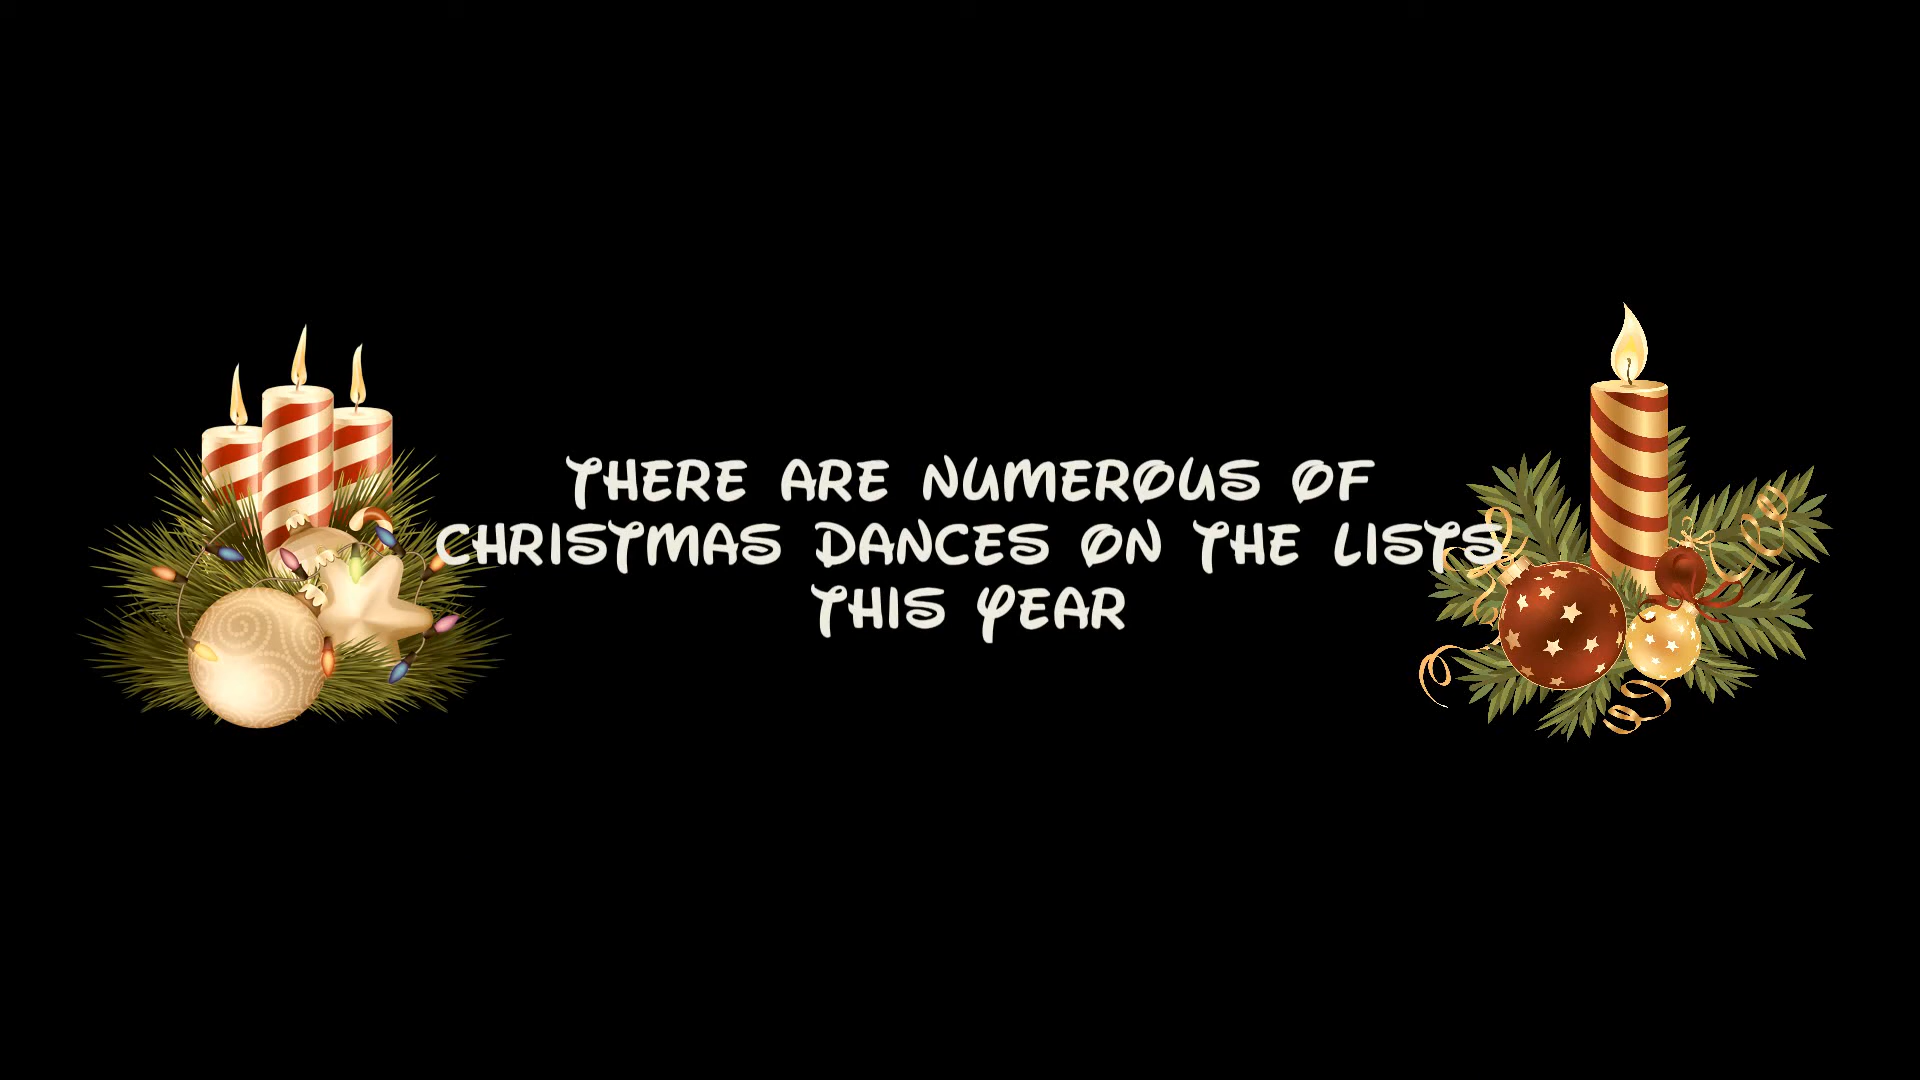 THERE ARE NUMEROUS OF
CHRISTMAS DANCES ON THE LISTS
THIS YEAR